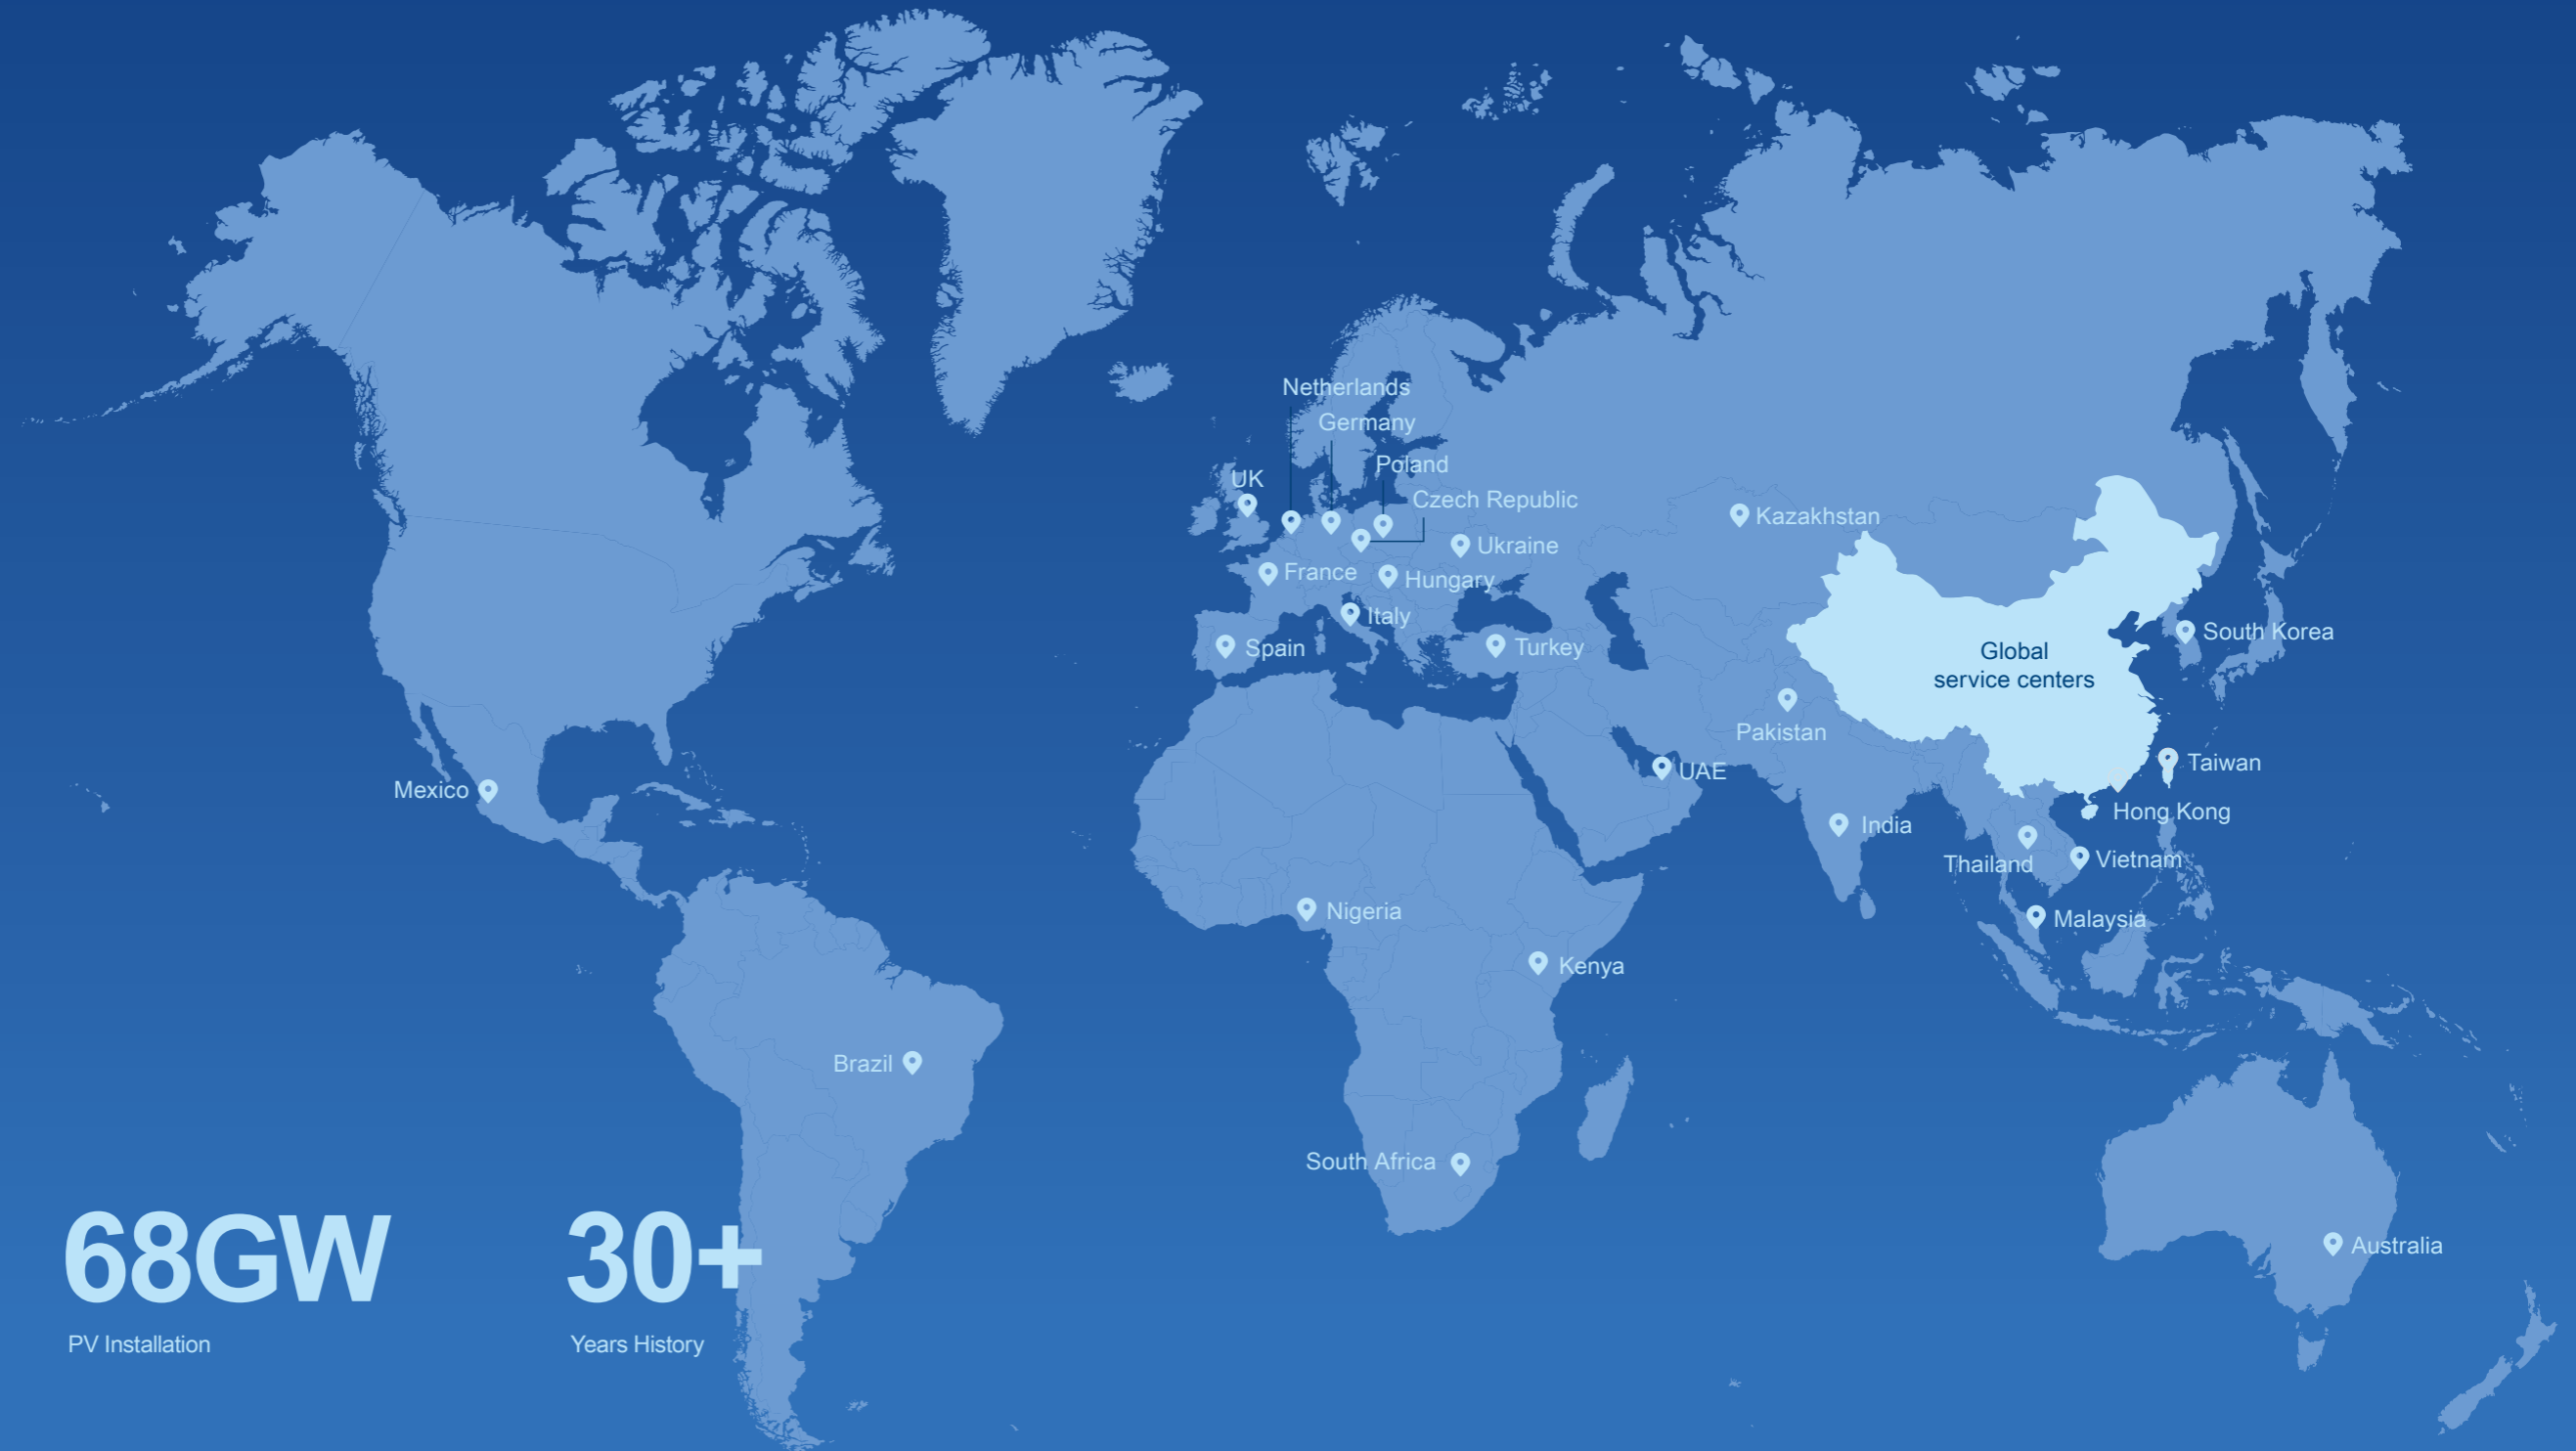 Netherlands
Germany
Poland
UK
Czech Republic
Kazakhstan
Ukraine
France
Hungary
Italy
South Korea
Spain
Turkey
Global
service centers
Pakistan
Taiwan
UAE
Mexico
Hong Kong
India
Vietnam
Thailand
Nigeria
Malaysia
Kenya
Brazil
South Africa
Australia
68GW
PV Installation
30+
Years History